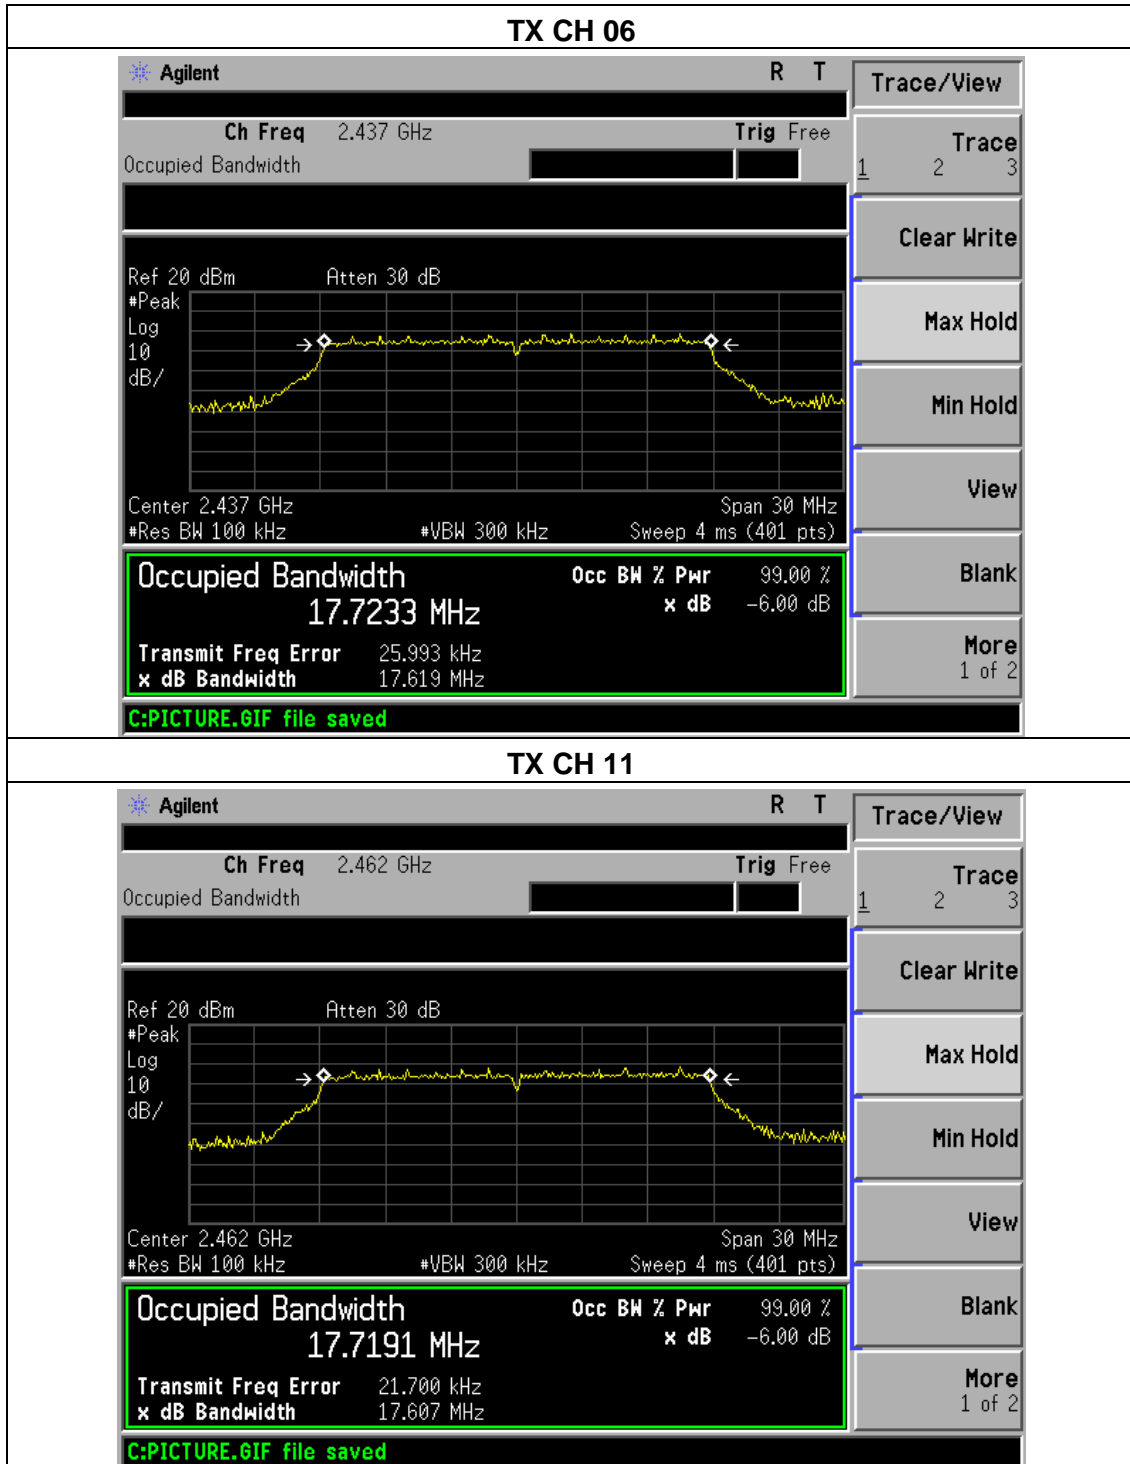 TX CH 06
Agilent R T
Trace/View
Ch Freq 2.437 GHz Trig Free
Occupied Bandwidth
Trace
1 2 3
Clear Write
Ref 20 dBm Atten 30 dB
#Peak
Log
10
dB/
Max Hold
Min Hold
View
Center 2.437 GHz Span 30 MHz
#Res BW 100 kHz #VBW 300 kHz Sweep 4 ms (401 pts)
Occupied Bandwidth Occ BW % Pwr 99.00 %
17.7233 MHz x dB -6.00 dB
Blank
Transmit Freq Error 25.993 kHz
x dB Bandwidth 17.619 MHz
More
1 of 2
C:PICTURE.GIF file saved
TX CH 11
Agilent R T
Trace/View
Ch Freq 2.462 GHz Trig Free
Occupied Bandwidth
Trace
1 2 3
Clear Write
Ref 20 dBm Atten 30 dB
#Peak
Log
10
dB/
Max Hold
Min Hold
View
Center 2.462 GHz Span 30 MHz
#Res BW 100 kHz #VBW 300 kHz Sweep 4 ms (401 pts)
Occupied Bandwidth Occ BW % Pwr 99.00 %
17.7191 MHz x dB -6.00 dB
Blank
Transmit Freq Error 21.700 kHz
x dB Bandwidth 17.607 MHz
More
1 of 2
C:PICTURE.GIF file saved